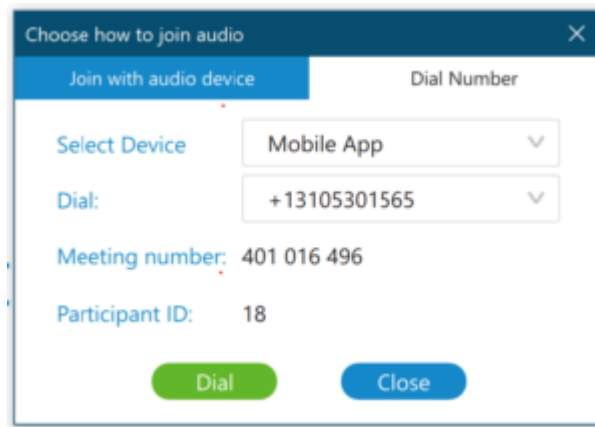 Choose how to join audio
Join with audio device Dial Number
Select Device Mobile App
Dial: +13105301565
Meeting number: 401 016 496
Participant ID: 18
Dial Close